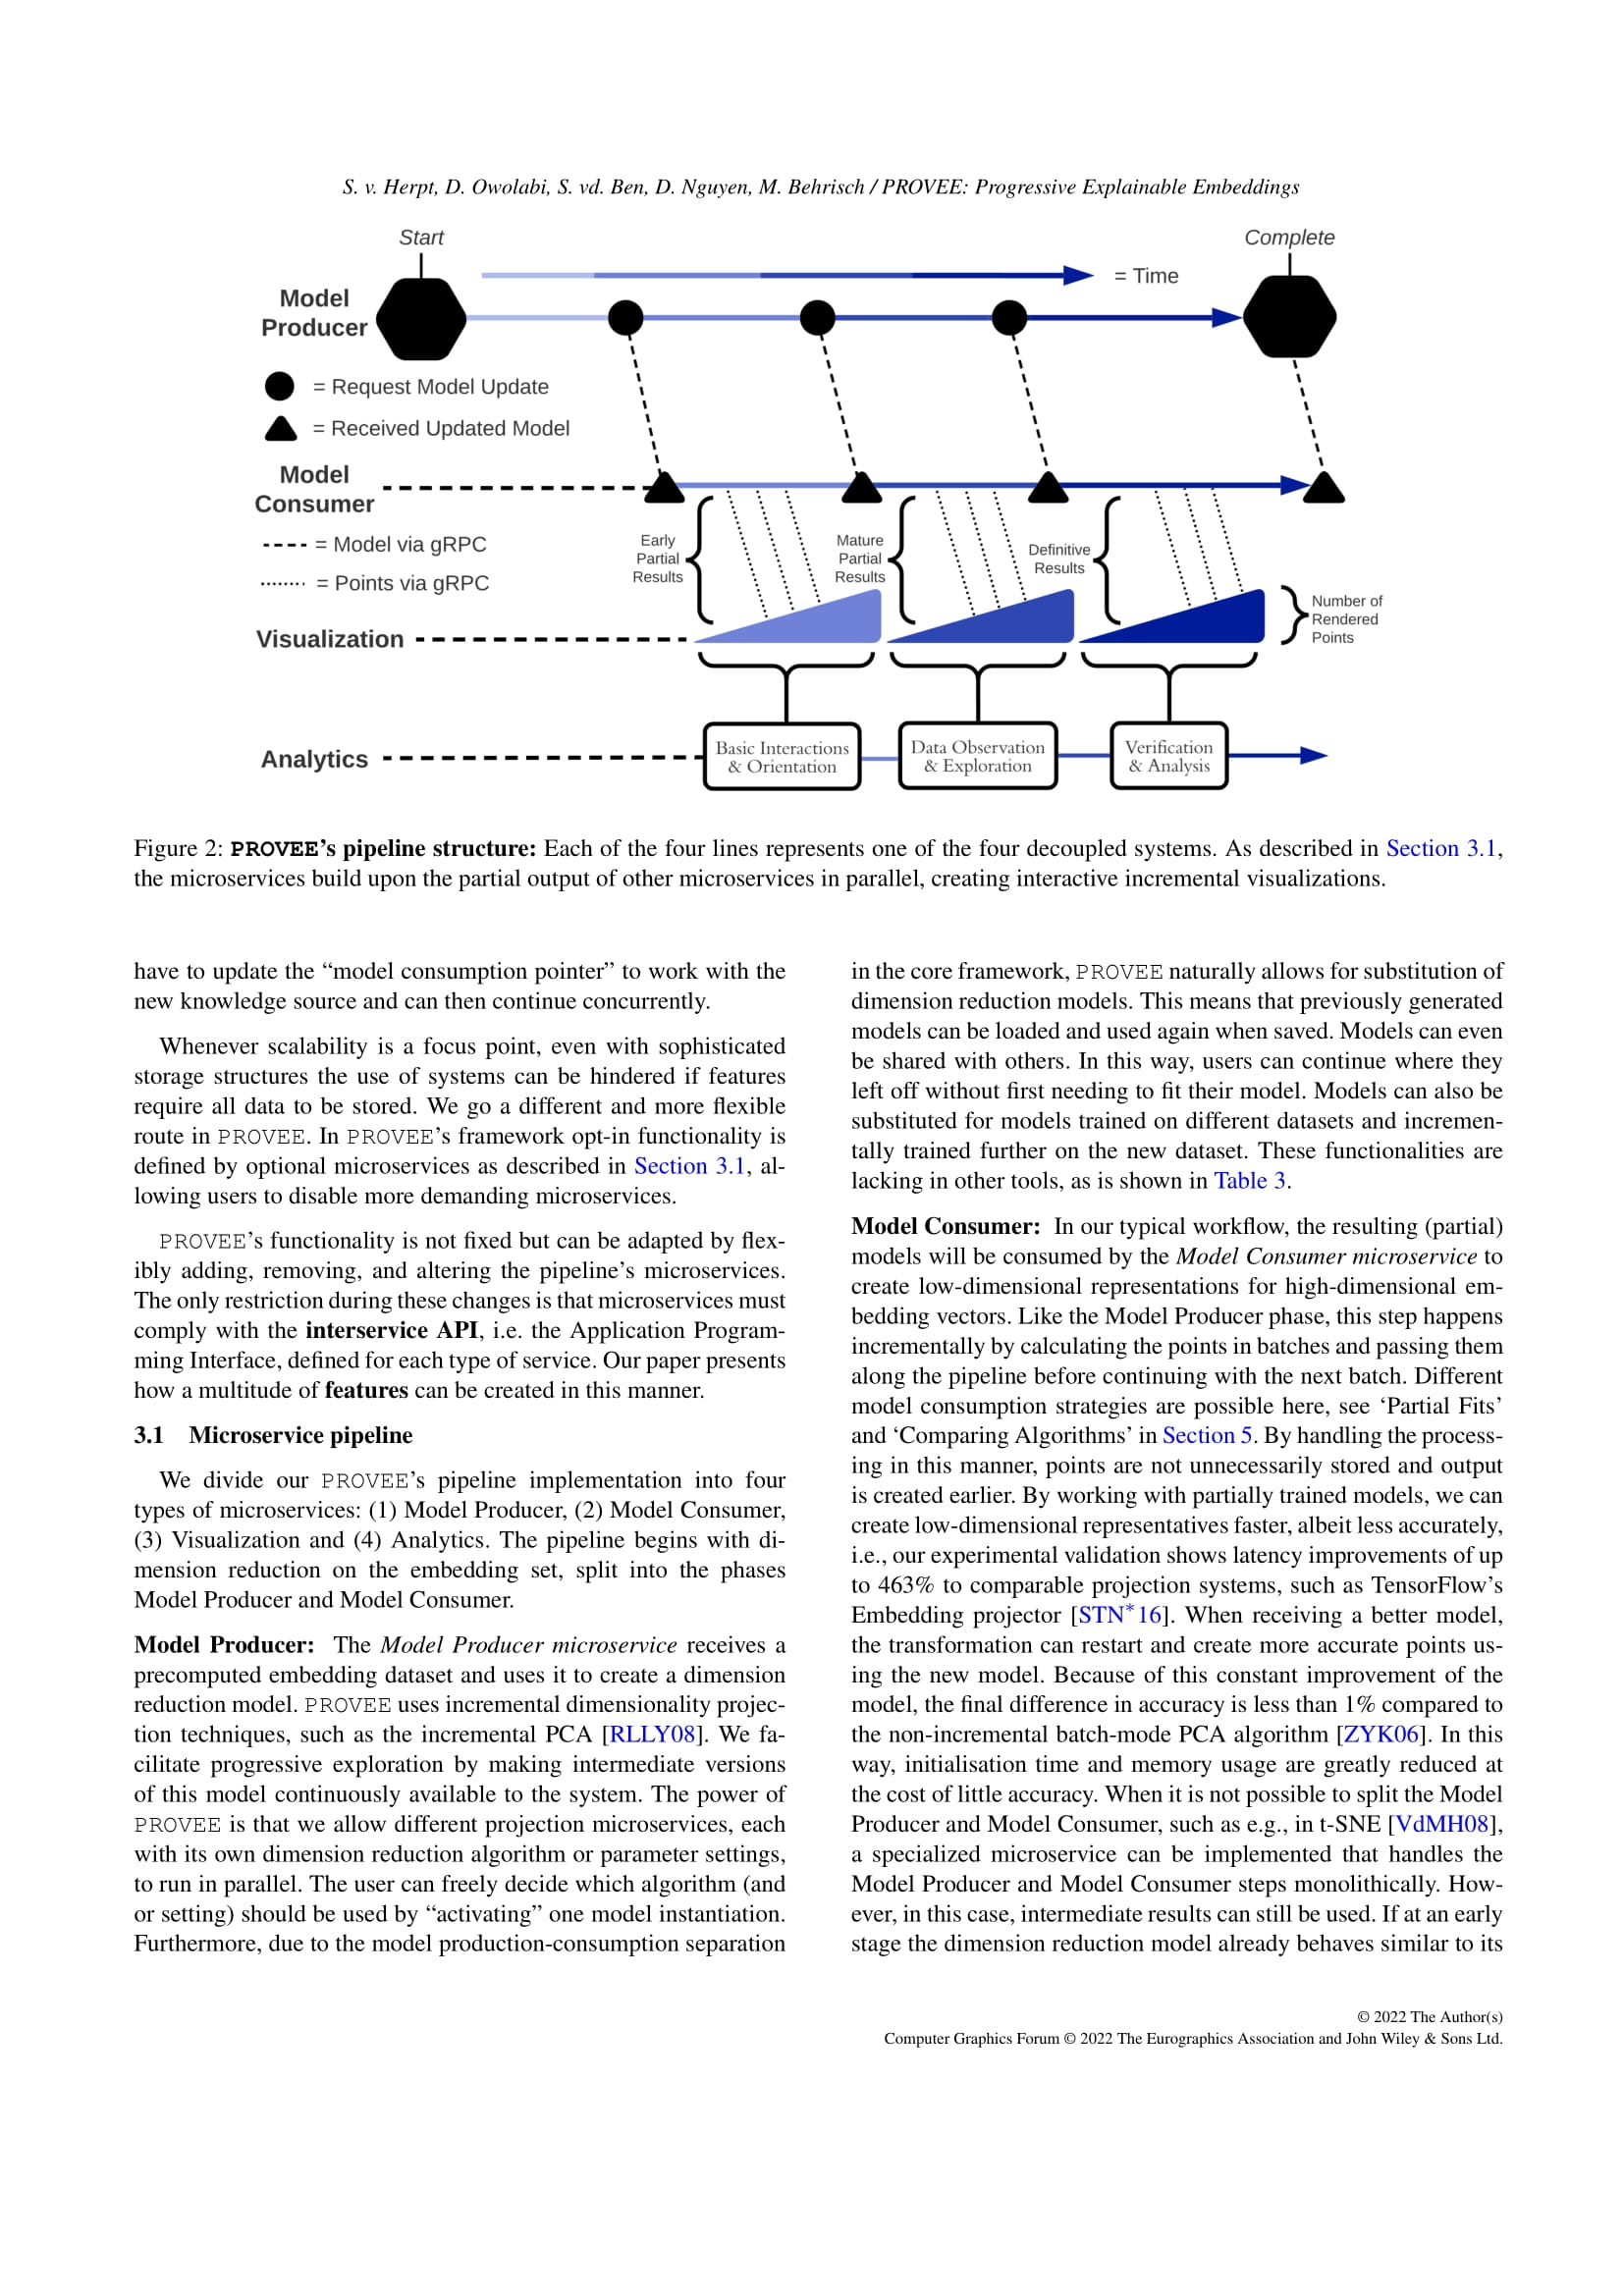 S. v. Herpt, D. Owolabi, S. vd. Ben, D. Nguyen, M. Behrisch / PROVEE: Progressive Explainable Embeddings
Start
Complete
= Time
Model
Producer
= Request Model Update
= Received Updated Model
Model
Consumer
= Model via gRPC
= Points via gRPC
Early
Partial
Results
Mature
Partial
Results
Definitive
Results
Number of
Rendered
Points
Visualization
Analytics
Basic Interactions
& Orientation
Data Observation
& Exploration
Verification
& Analysis
Figure 2: PROVEE's pipeline structure: Each of the four lines represents one of the four decoupled systems. As described in Section 3.1,
the microservices build upon the partial output of other microservices in parallel, creating interactive incremental visualizations.
have to update the “model consumption pointer” to work with the
new knowledge source and can then continue concurrently.
Whenever scalability is a focus point, even with sophisticated
storage structures the use of systems can be hindered if features
require all data to be stored. We go a different and more flexible
route in PROVEE. In PROVEE's framework opt-in functionality is
defined by optional microservices as described in Section 3.1, al-
lowing users to disable more demanding microservices.
PROVEE's functionality is not fixed but can be adapted by flex-
ibly adding, removing, and altering the pipeline's microservices.
The only restriction during these changes is that microservices must
comply with the interservice API, i.e. the Application Program-
ming Interface, defined for each type of service. Our paper presents
how a multitude of features can be created in this manner.
3.1 Microservice pipeline
We divide our PROVEE's pipeline implementation into four
types of microservices: (1) Model Producer, (2) Model Consumer,
(3) Visualization and (4) Analytics. The pipeline begins with di-
mension reduction on the embedding set, split into the phases
Model Producer and Model Consumer.
Model Producer: The Model Producer microservice receives a
precomputed embedding dataset and uses it to create a dimension
reduction model. PROVEE uses incremental dimensionality projec-
tion techniques, such as the incremental PCA [RLLY08]. We fa-
cilitate progressive exploration by making intermediate versions
of this model continuously available to the system. The power of
PROVEE is that we allow different projection microservices, each
with its own dimension reduction algorithm or parameter settings,
to run in parallel. The user can freely decide which algorithm (and
or setting) should be used by “activating” one model instantiation.
Furthermore, due to the model production-consumption separation
in the core framework, PROVEE naturally allows for substitution of
dimension reduction models. This means that previously generated
models can be loaded and used again when saved. Models can even
be shared with others. In this way, users can continue where they
left off without first needing to fit their model. Models can also be
substituted for models trained on different datasets and incremen-
tally trained further on the new dataset. These functionalities are
lacking in other tools, as is shown in Table 3.
Model Consumer: In our typical workflow, the resulting (partial)
models will be consumed by the Model Consumer microservice to
create low-dimensional representations for high-dimensional em-
bedding vectors. Like the Model Producer phase, this step happens
incrementally by calculating the points in batches and passing them
along the pipeline before continuing with the next batch. Different
model consumption strategies are possible here, see ‘Partial Fits’
and ‘Comparing Algorithms’ in Section 5. By handling the process-
ing in this manner, points are not unnecessarily stored and output
is created earlier. By working with partially trained models, we can
create low-dimensional representatives faster, albeit less accurately,
i.e., our experimental validation shows latency improvements of up
to 463% to comparable projection systems, such as TensorFlow's
Embedding projector [STN*16]. When receiving a better model,
the transformation can restart and create more accurate points us-
ing the new model. Because of this constant improvement of the
model, the final difference in accuracy is less than 1% compared to
the non-incremental batch-mode PCA algorithm [ZYK06]. In this
way, initialisation time and memory usage are greatly reduced at
the cost of little accuracy. When it is not possible to split the Model
Producer and Model Consumer, such as e.g., in t-SNE [VdMH08],
a specialized microservice can be implemented that handles the
Model Producer and Model Consumer steps monolithically. How-
ever, in this case, intermediate results can still be used. If at an early
stage the dimension reduction model already behaves similar to its
© 2022 The Author(s)
Computer Graphics Forum © 2022 The Eurographics Association and John Wiley & Sons Ltd.